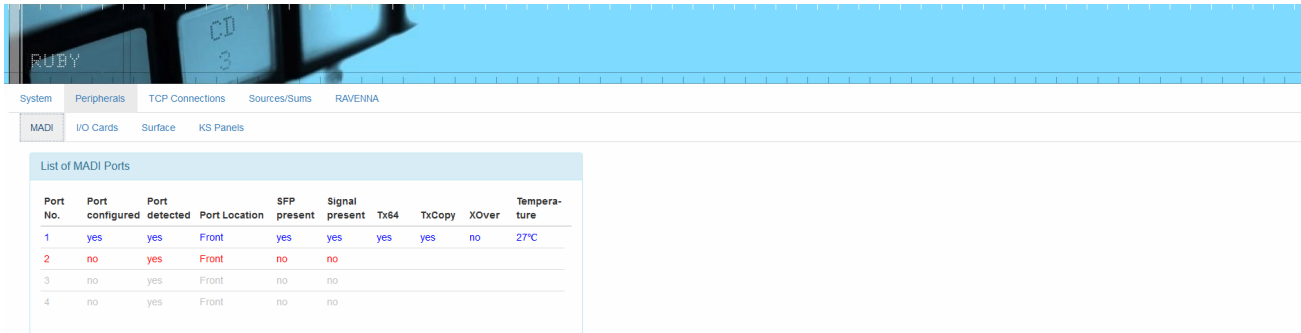 CD
3
RUBY
System Peripherals TCP Connections Sources/Sums RAVENNA
MADI I/O Cards Surface KS Panels
List of MADI Ports
Port No. Port configured Port detected Port Location SFP present Signal present Tx64 TxCopy XOver Tempera-ture
1 yes yes Front yes yes yes yes no 27°C
2 no yes Front no no
3 no yes Front no no
4 no yes Front no no